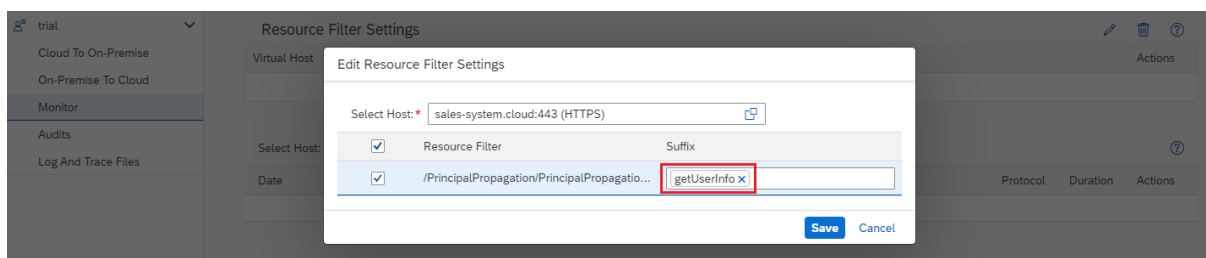 trial
Cloud To On-Premise
On-Premise To Cloud
Monitor
Audits
Log And Trace Files
Resource Filter Settings
Virtual Host
Actions
Edit Resource Filter Settings
Select Host:* sales-system.cloud:443 (HTTPS)
Resource Filter Suffix
/PrincipalPropagation/PrincipalPropagatio... getUserInfo
Save Cancel
Select Host:
Date
Protocol Duration Actions